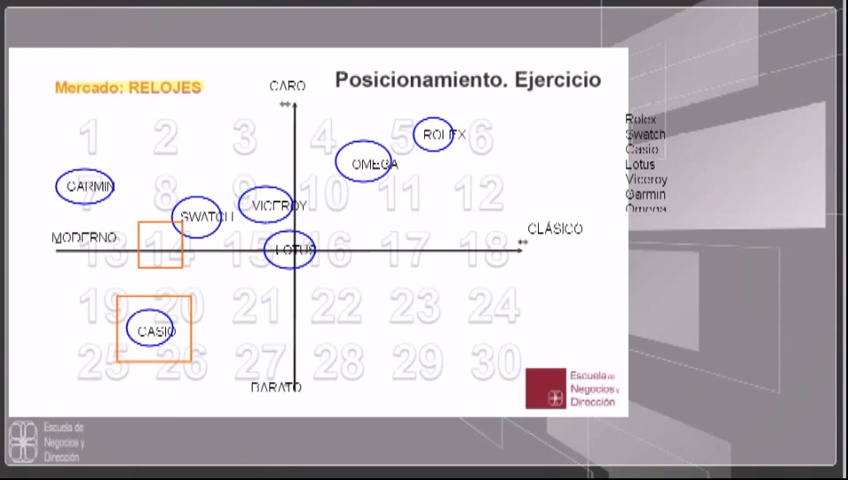 Mercado: RELOJES
CARO
++
Posicionamiento. Ejercicio
1 2 3 4 5 6
ROLEX
OMEGA
GARMIN
7 8 9 10 11 12
SWATCH
VICEROY
MODERNO
CLÁSICO
++
13 14 15 16 17 18
LOTUS
19 20 21 22 23 24
CASIO
25 26 27 28 29 30
BARATO
Escuela de
Negocios y
Dirección
Rolex
Swatch
Casio
Lotus
Viceroy
Garmin
Omega
Escuela de
Negocios y
Dirección